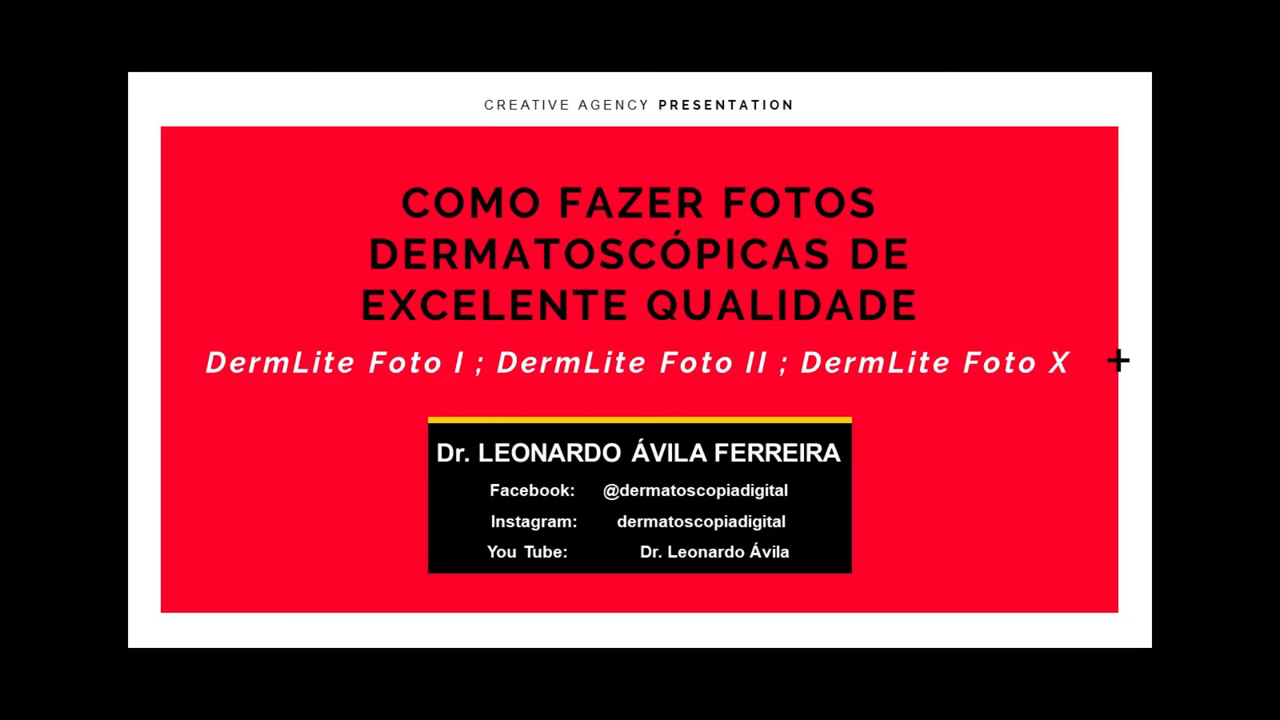 CREATIVE AGENCY PRESENTATION
COMO FAZER FOTOS
DERMATOSCÓPICAS DE
EXCELENTE QUALIDADE
DermLite Foto I ; DermLite Foto II ; DermLite Foto X
+
Dr. LEONARDO ÁVILA FERREIRA
Facebook: @dermatoscopiadigital
Instagram: dermatoscopiadigital
You Tube: Dr. Leonardo Ávila